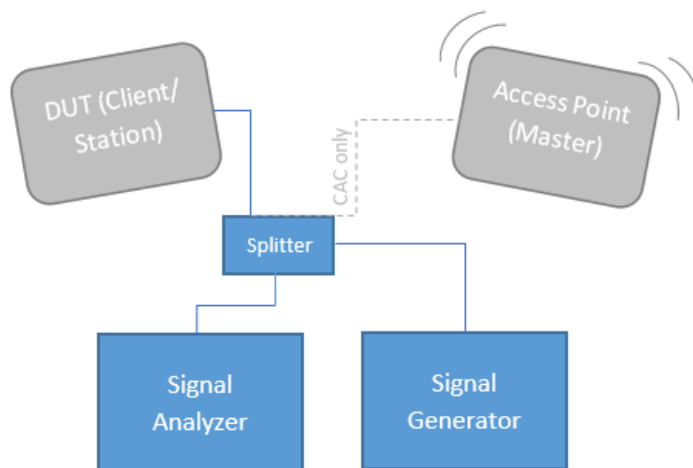 DUT (Client/
Station)
Access Point
(Master)
CAC only
Splitter
Signal
Analyzer
Signal
Generator